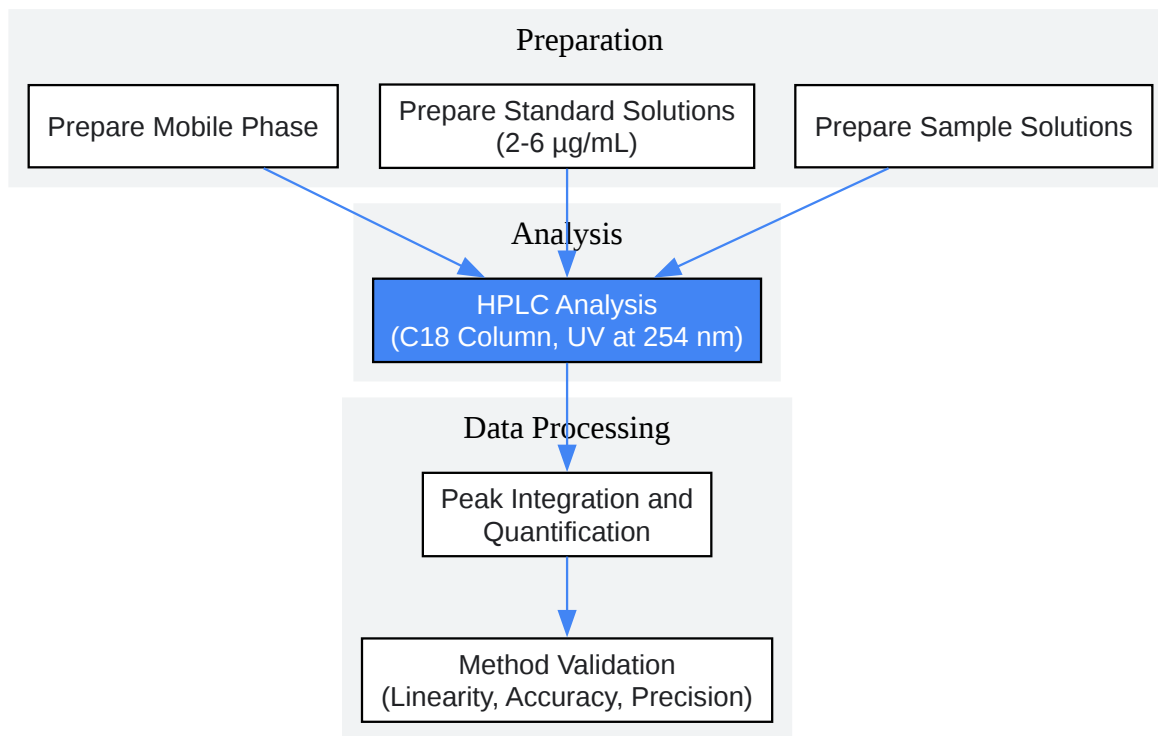 Preparation
Prepare Mobile Phase
Prepare Standard Solutions
(2-6 µg/mL)
Prepare Sample Solutions
Analysis
HPLC Analysis
(C18 Column, UV at 254 nm)
Data Processing
Peak Integration and
Quantification
Method Validation
(Linearity, Accuracy, Precision)